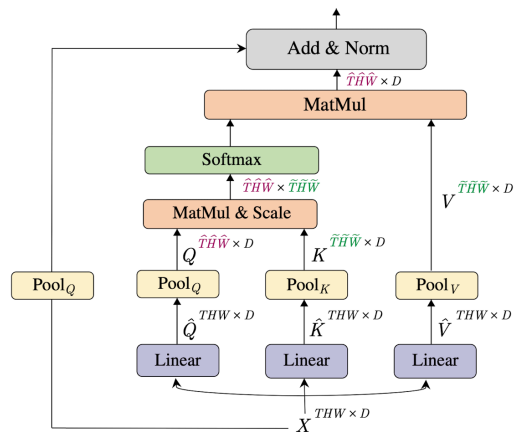 Add & Norm
T̂ĤŴ × D
MatMul
Softmax
T̂ĤŴ × T̃H̃W̃
V T̃H̃W̃ × D
MatMul & Scale
Q T̂ĤŴ × D K T̃H̃W̃ × D
Pool_Q Pool_Q Pool_K Pool_V
Q̂ THW × D K̂ THW × D V̂ THW × D
Linear Linear Linear
X THW × D